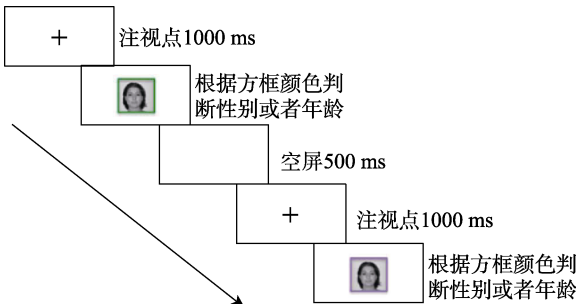 注视点1000 ms
根据方框颜色判
断性别或者年龄
空屏500 ms
注视点1000 ms
根据方框颜色判
断性别或者年龄